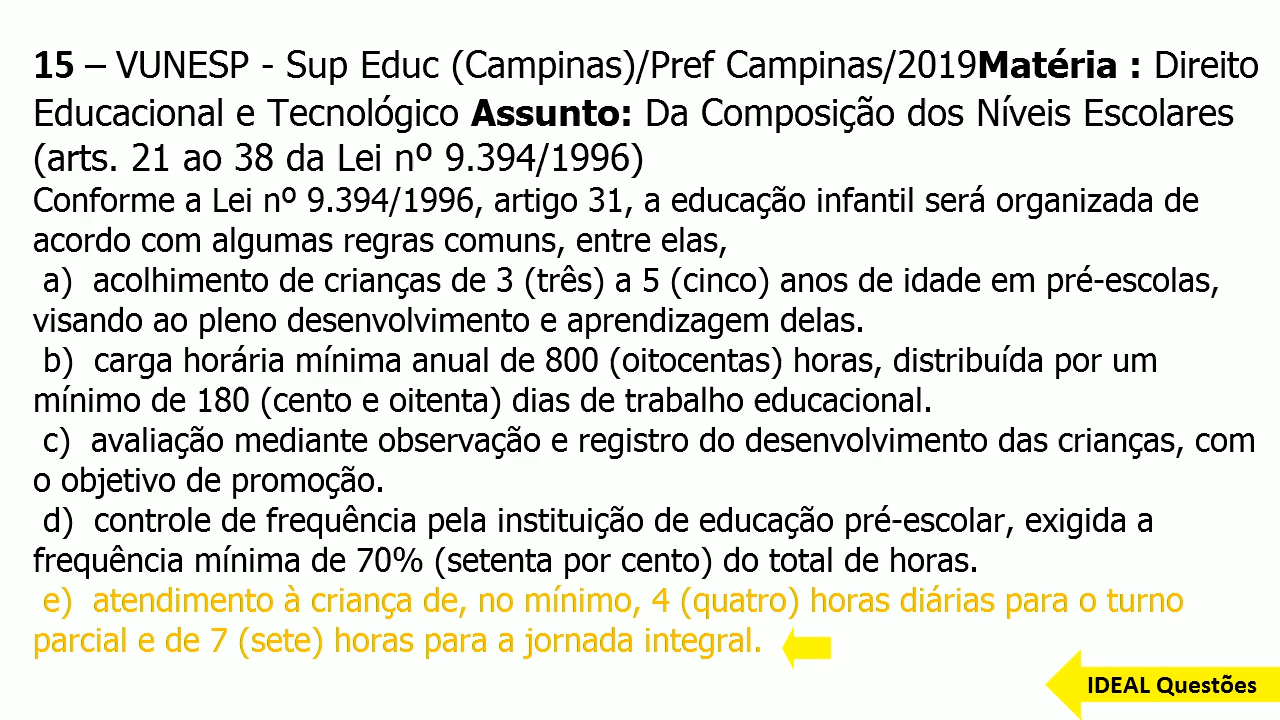 15 – VUNESP - Sup Educ (Campinas)/Pref Campinas/2019Matéria : Direito
Educacional e Tecnológico Assunto: Da Composição dos Níveis Escolares
(arts. 21 ao 38 da Lei nº 9.394/1996)
Conforme a Lei nº 9.394/1996, artigo 31, a educação infantil será organizada de
acordo com algumas regras comuns, entre elas,
a) acolhimento de crianças de 3 (três) a 5 (cinco) anos de idade em pré-escolas,
visando ao pleno desenvolvimento e aprendizagem delas.
b) carga horária mínima anual de 800 (oitocentas) horas, distribuída por um
mínimo de 180 (cento e oitenta) dias de trabalho educacional.
c) avaliação mediante observação e registro do desenvolvimento das crianças, com
o objetivo de promoção.
d) controle de frequência pela instituição de educação pré-escolar, exigida a
frequência mínima de 70% (setenta por cento) do total de horas.
e) atendimento à criança de, no mínimo, 4 (quatro) horas diárias para o turno
parcial e de 7 (sete) horas para a jornada integral.
IDEAL Questões